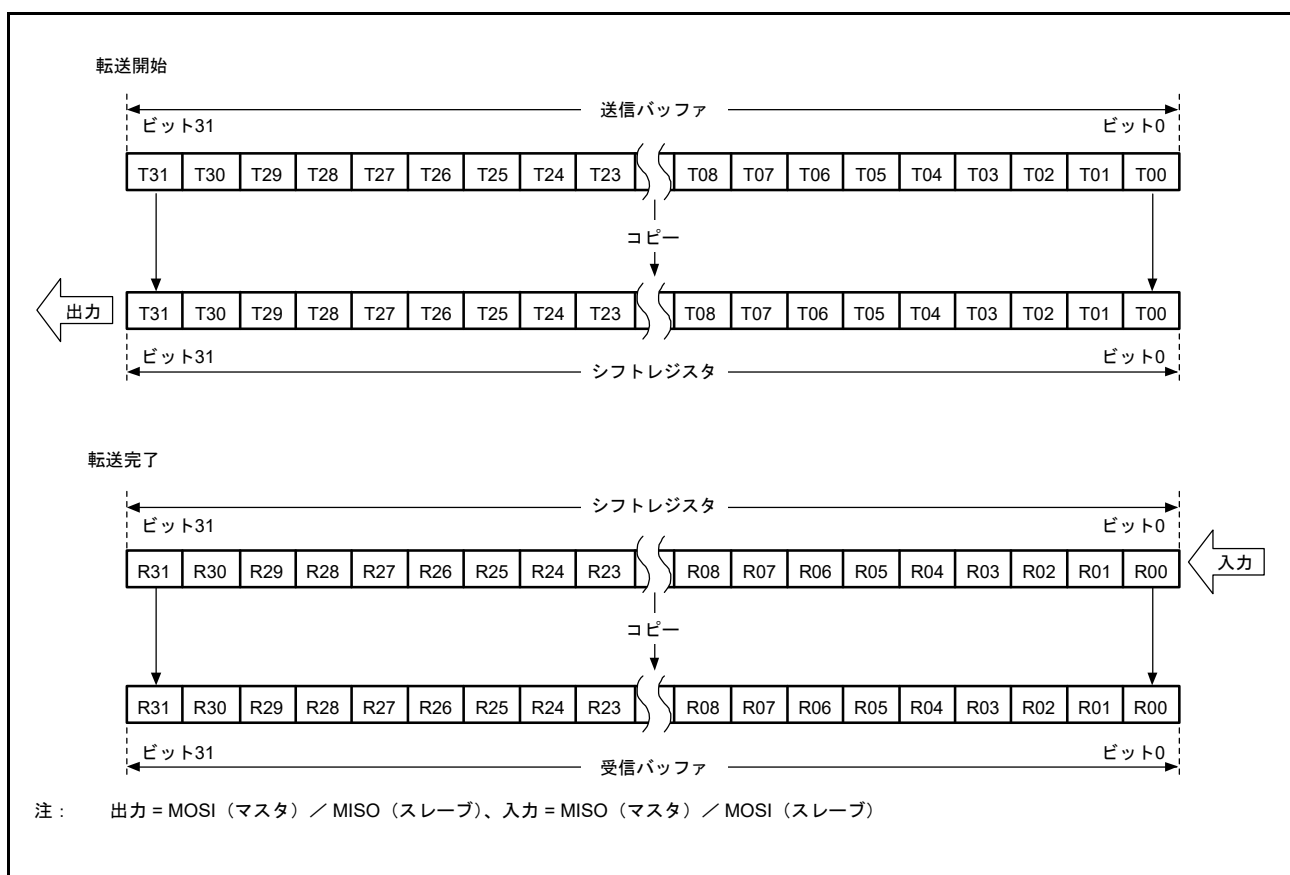 転送開始
送信バッファ
ビット31 ビット0
T31 T30 T29 T28 T27 T26 T25 T24 T23 T08 T07 T06 T05 T04 T03 T02 T01 T00
コピー
出力
T31 T30 T29 T28 T27 T26 T25 T24 T23 T08 T07 T06 T05 T04 T03 T02 T01 T00
ビット31 ビット0
シフトレジスタ
転送完了
シフトレジスタ
ビット31 ビット0
R31 R30 R29 R28 R27 R26 R25 R24 R23 R08 R07 R06 R05 R04 R03 R02 R01 R00
入力
コピー
R31 R30 R29 R28 R27 R26 R25 R24 R23 R08 R07 R06 R05 R04 R03 R02 R01 R00
ビット31 ビット0
受信バッファ
注: 出力 = MOSI(マスタ)/ MISO(スレーブ)、入力 = MISO(マスタ)/ MOSI(スレーブ)